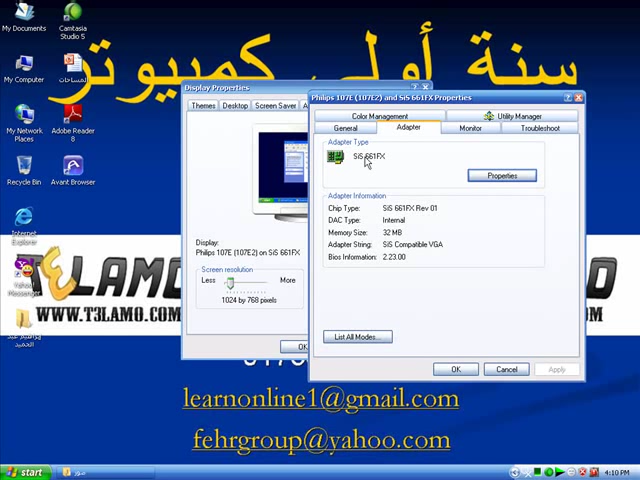 My Documents
Camtasia Studio 5
سنة أولى كمبيوتر
My Computer
المساحات
Display Properties
Themes
Desktop
Screen Saver
Philips 107E (107E2) and SiS 661FX Properties
Color Management
Utility Manager
General
Adapter
Monitor
Troubleshoot
My Network Places
Adobe Reader 8
Adapter Type
SiS 661FX
Properties
Recycle Bin
Avant Browser
Adapter Information
Chip Type: SiS 661FX Rev 01
DAC Type: Internal
Memory Size: 32 MB
Adapter String: SiS Compatible VGA
Bios Information: 2.23.00
Internet Explorer
Display:
Philips 107E (107E2) on SiS 661FX
Screen resolution
Less
More
1024 by 768 pixels
T3LAMO.COM
Yahoo! Messenger
WWW.T3LAMO.COM
List All Modes...
OK
OK
Cancel
Apply
learnonline1@gmail.com
fehrgroup@yahoo.com
start
صور
4:10 PM